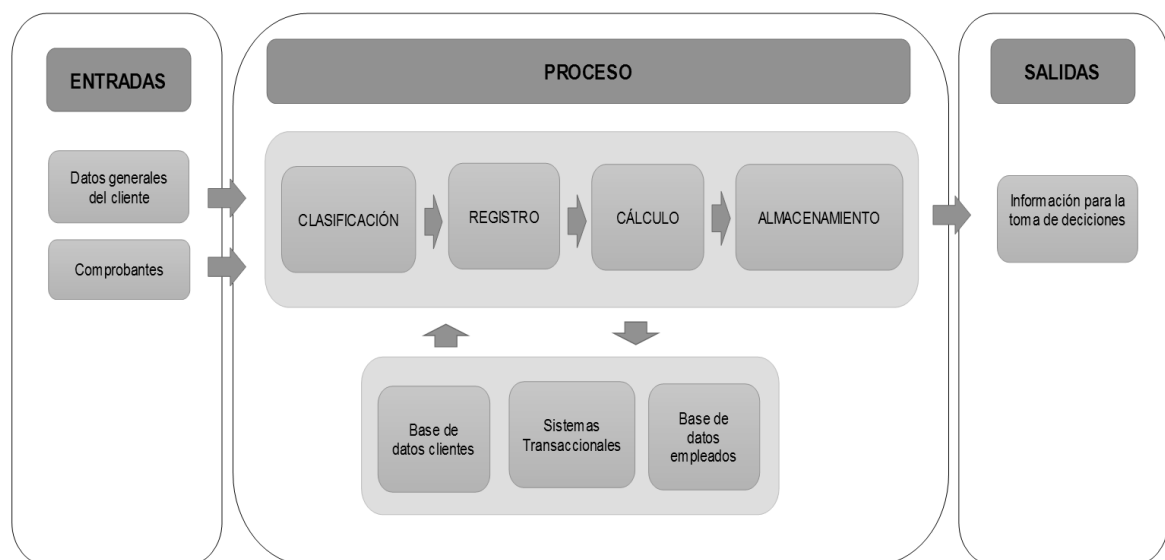 ENTRADAS
Datos generales
del cliente
Comprobantes
PROCESO
CLASIFICACIÓN
REGISTRO
CÁLCULO
ALMACENAMIENTO
Base de
datos clientes
Sistemas
Transaccionales
Base de
datos
empleados
SALIDAS
Información para la
toma de deciciones